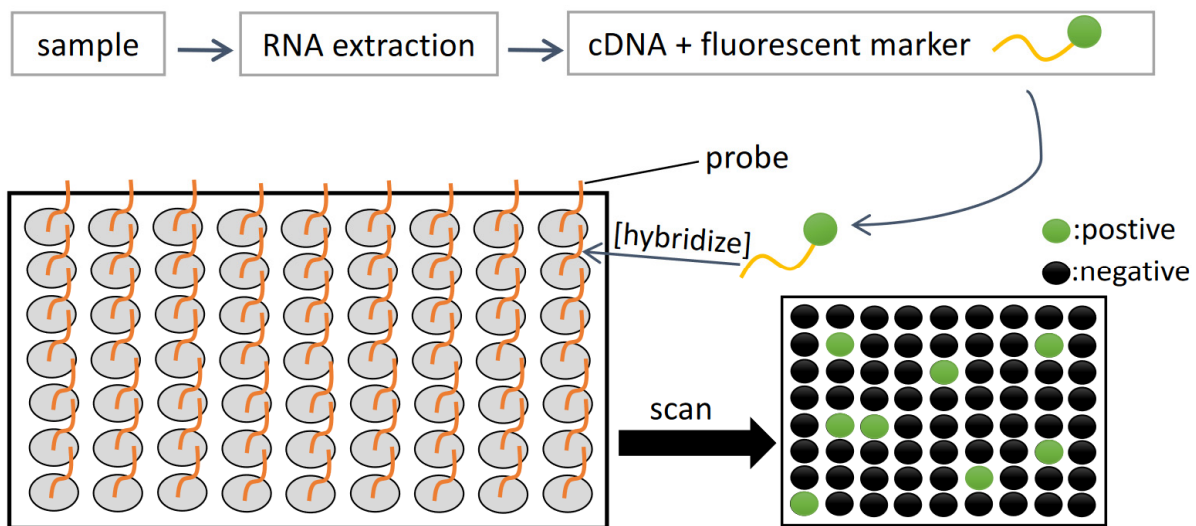 sample
RNA extraction
cDNA + fluorescent marker
probe
[hybridize]
:postive
:negative
scan